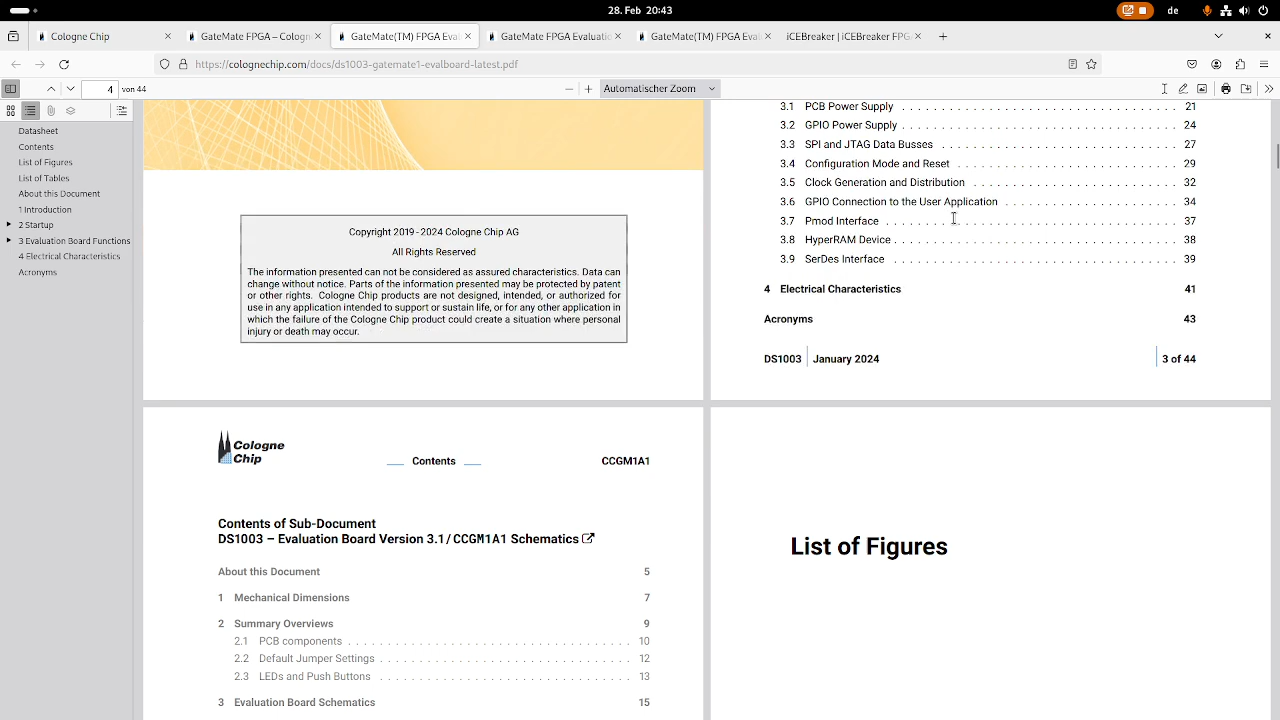 28. Feb 20:43
de
Cologne Chip
GateMate FPGA – Cologn
GateMate(TM) FPGA Eva
GateMate FPGA Evaluatio
GateMate(TM) FPGA Eva
iCEBreaker | iCEBreaker FPGA
https://colognechip.com/docs/ds1003-gatemate1-evalboard-latest.pdf
4 von 44
Automatischer Zoom
Datasheet
Contents
List of Figures
List of Tables
About this Document
1 Introduction
2 Startup
3 Evaluation Board Functions
4 Electrical Characteristics
Acronyms
Copyright 2019 - 2024 Cologne Chip AG
All Rights Reserved
The information presented can not be considered as assured characteristics. Data can
change without notice. Parts of the information presented may be protected by patent
or other rights. Cologne Chip products are not designed, intended, or authorized for
use in any application intended to support or sustain life, or for any other application in
which the failure of the Cologne Chip product could create a situation where personal
injury or death may occur.
3.1 PCB Power Supply . . . . . . . . . . . . . . . . . . . . . . . . . . 21
3.2 GPIO Power Supply . . . . . . . . . . . . . . . . . . . . . . . . . . 24
3.3 SPI and JTAG Data Busses . . . . . . . . . . . . . . . . . . . . . . 27
3.4 Configuration Mode and Reset . . . . . . . . . . . . . . . . . . . . 29
3.5 Clock Generation and Distribution . . . . . . . . . . . . . . . . . . 32
3.6 GPIO Connection to the User Application . . . . . . . . . . . . . . . 34
3.7 Pmod Interface . . . . . . . . . . . . . . . . . . . . . . . . . . . . 37
3.8 HyperRAM Device . . . . . . . . . . . . . . . . . . . . . . . . . . . 38
3.9 SerDes Interface . . . . . . . . . . . . . . . . . . . . . . . . . . . 39
4 Electrical Characteristics 41
Acronyms 43
DS1003 January 2024 3 of 44
Cologne
Chip
Contents
CCGM1A1
Contents of Sub-Document
DS1003 – Evaluation Board Version 3.1 / CCGM1A1 Schematics
About this Document 5
1 Mechanical Dimensions 7
2 Summary Overviews 9
2.1 PCB components . . . . . . . . . . . . . . . . . . . . . . . . . . 10
2.2 Default Jumper Settings . . . . . . . . . . . . . . . . . . . . . . 12
2.3 LEDs and Push Buttons . . . . . . . . . . . . . . . . . . . . . . 13
3 Evaluation Board Schematics 15
List of Figures